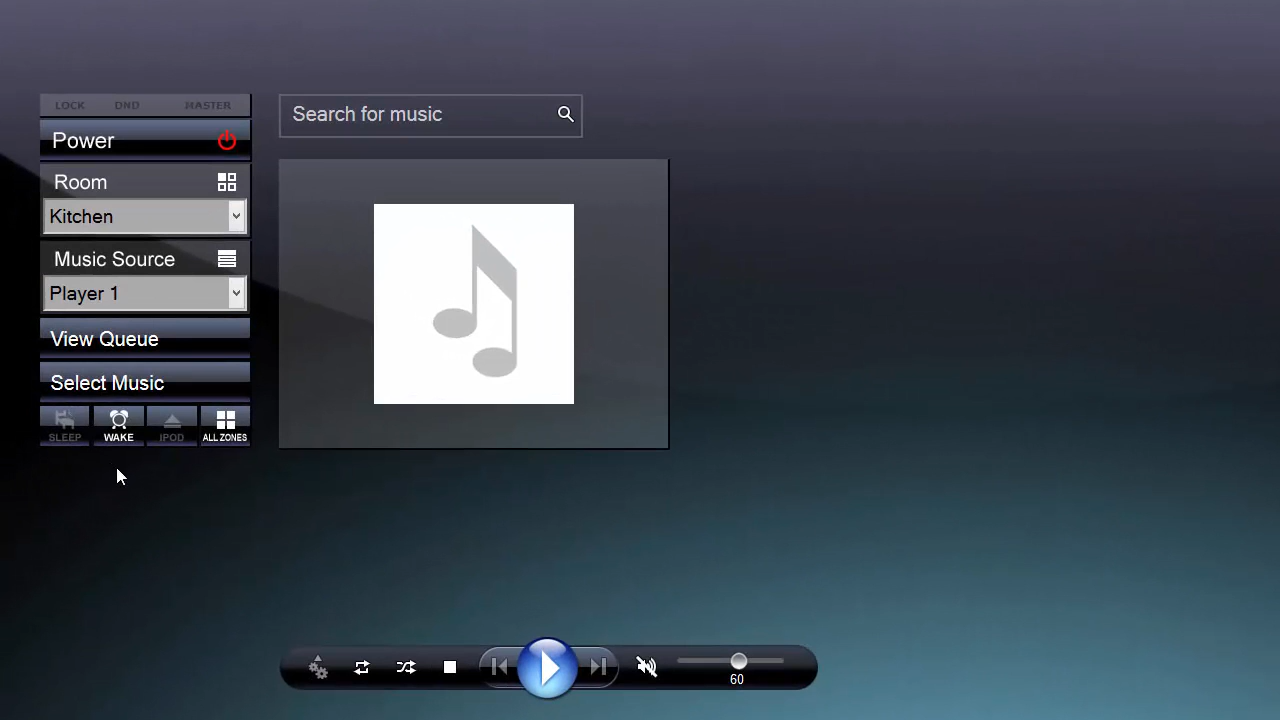 LOCK DND MASTER
Search for music
Power
Room
Kitchen
Music Source
Player 1
View Queue
Select Music
SLEEP WAKE IPOD ALL ZONES
60